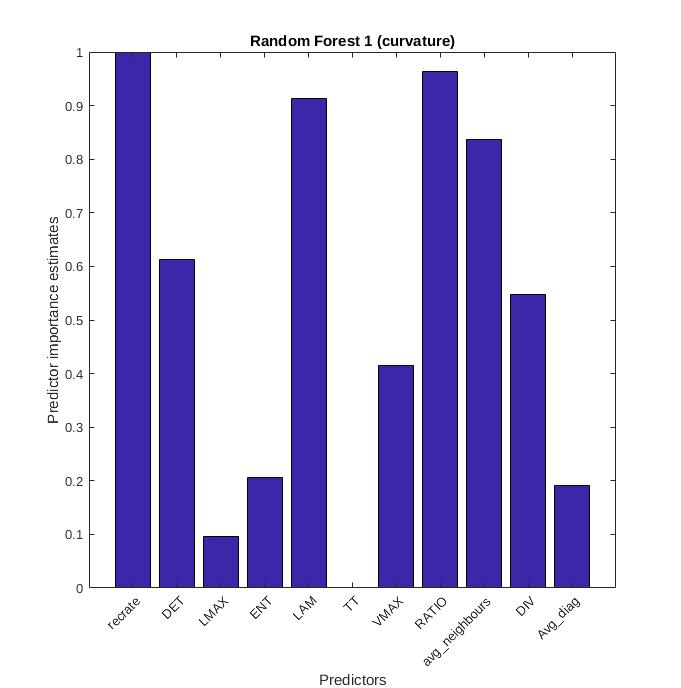 Random Forest 1 (curvature)
1
0.9
0.8
0.7
0.6
0.5
0.4
0.3
0.2
0.1
0
Predictor importance estimates
recrate
DET
LMAX
ENT
LAM
TT
VMAX
RATIO
avg_neighbours
DIV
Avg_diag
Predictors